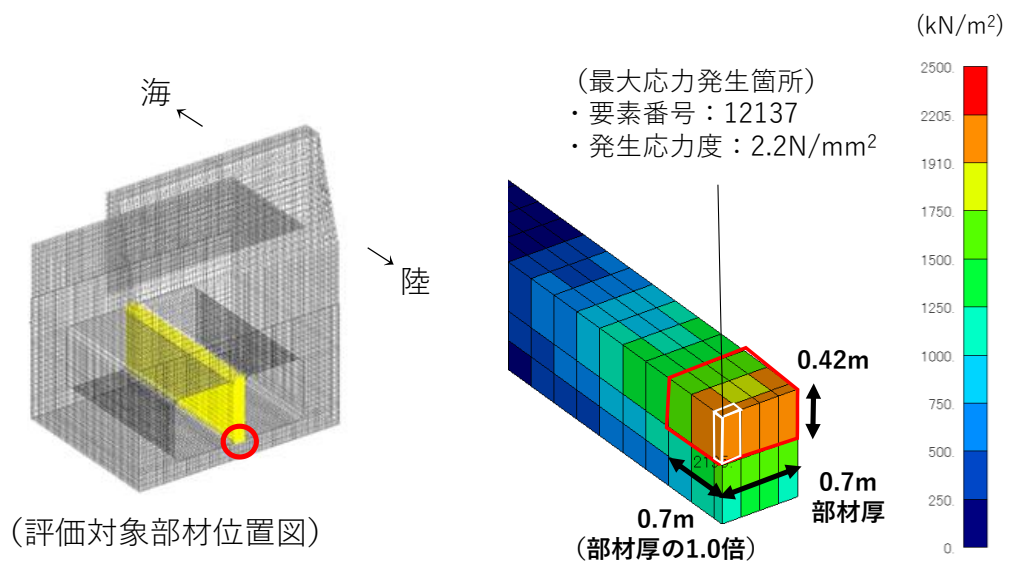 海
陸
(評価対象部材位置図)
(最大応力発生箇所)
・要素番号：12137
・発生応力度：2.2N/mm²
0.42m
0.7m
部材厚
0.7m
(部材厚の1.0倍)
(kN/m²)
2500.
2205.
1910.
1750.
1500.
1250.
1000.
750.
500.
250.
0.